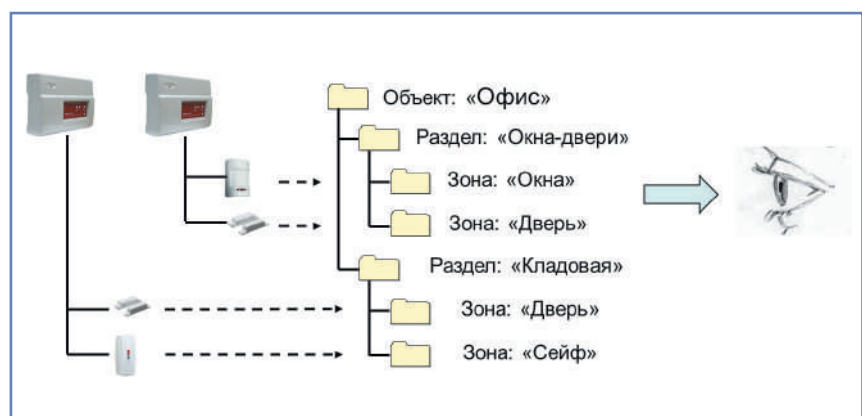 Объект: «Офис»
Раздел: «Окна-двери»
Зона: «Окна»
Зона: «Дверь»
Раздел: «Кладовая»
Зона: «Дверь»
Зона: «Сейф»